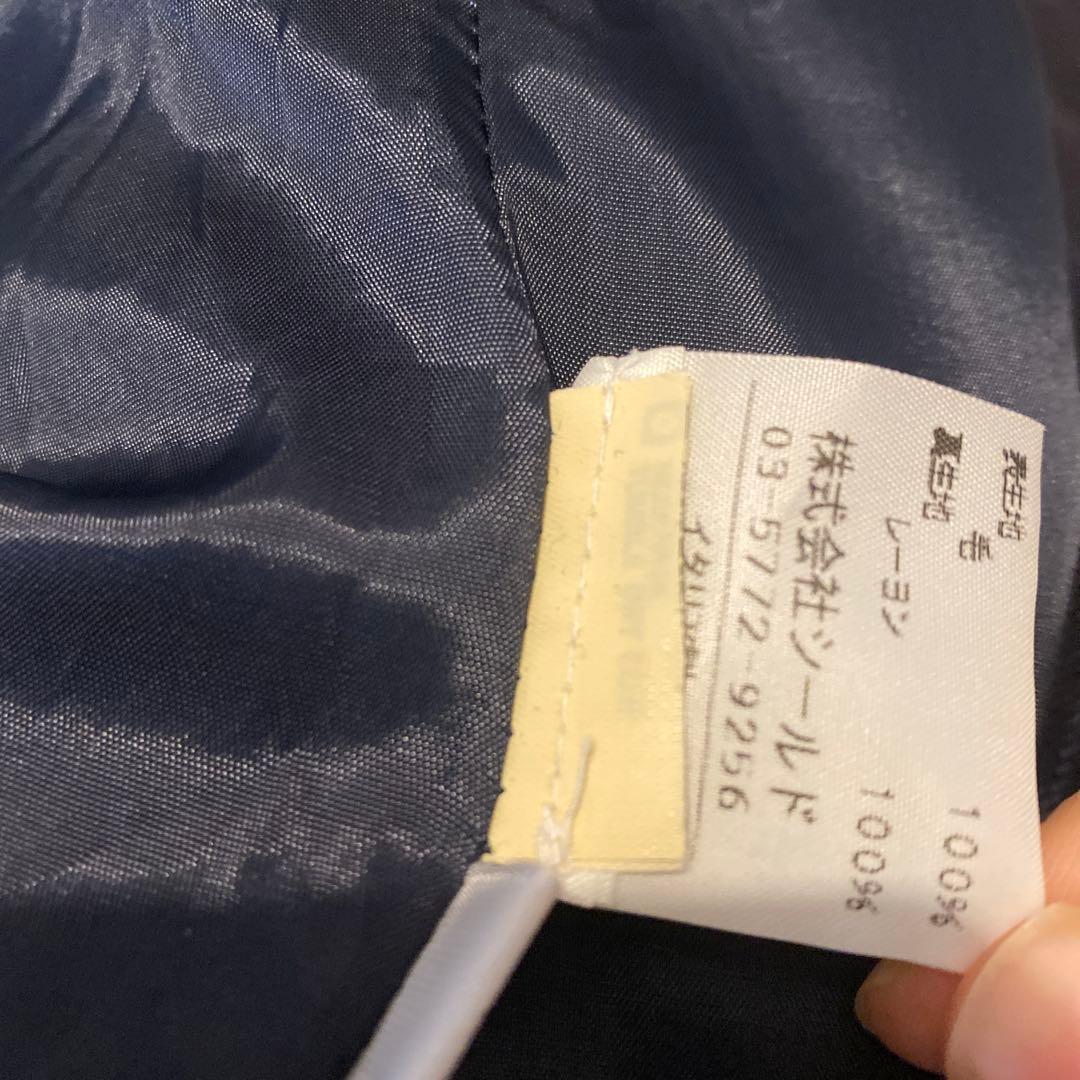 表生地
毛 100%
裏生地
レーヨン 100%
株式会社シールド
03-5772-9256